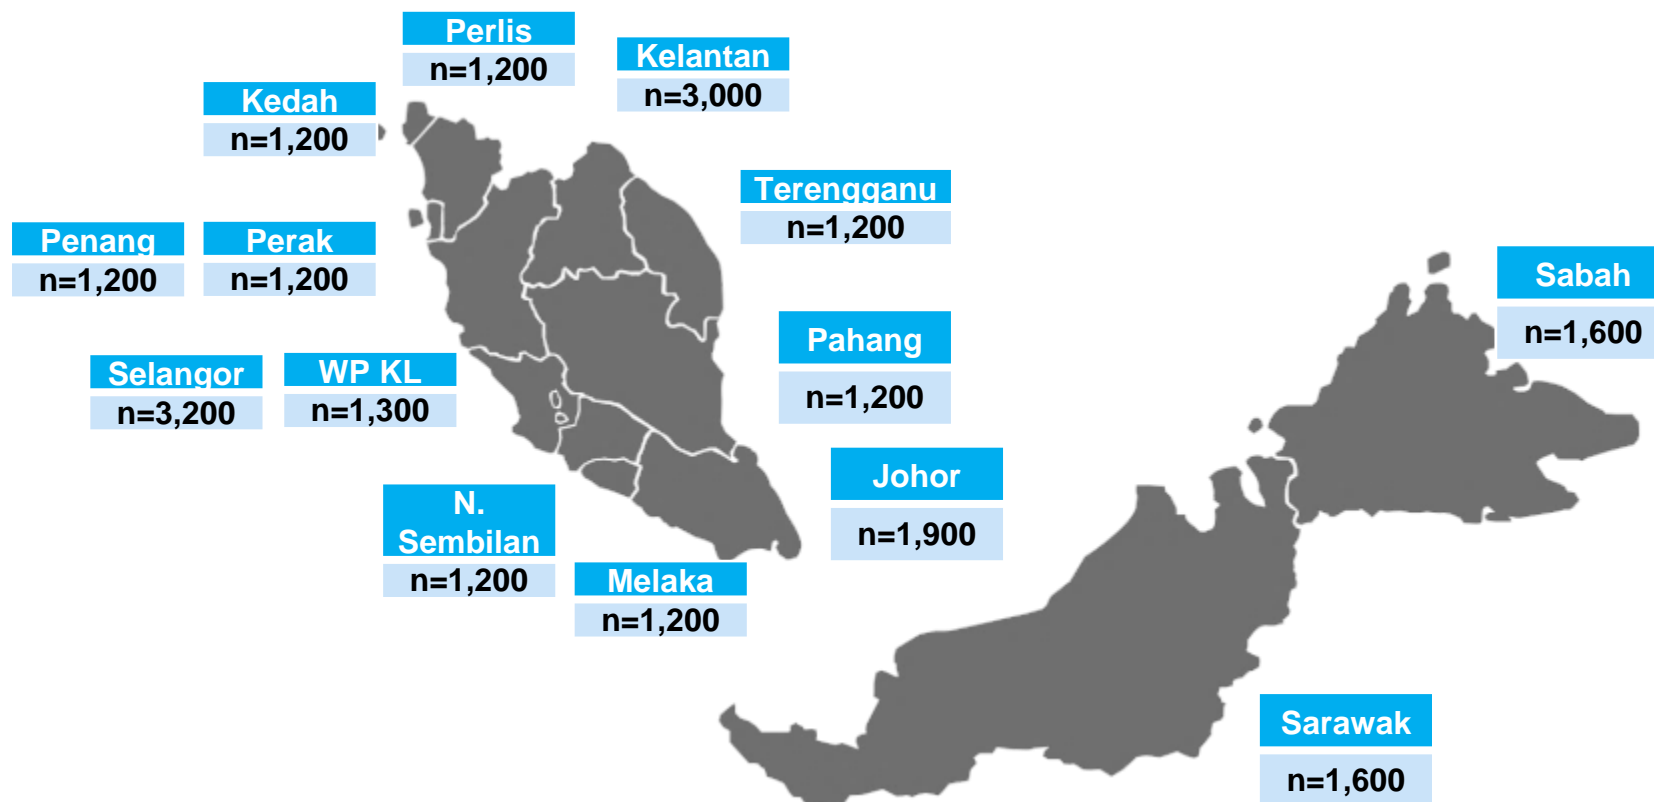 Perlis
n=1,200
Kelantan
n=3,000
Kedah
n=1,200
Terengganu
n=1,200
Penang
n=1,200
Perak
n=1,200
Sabah
n=1,600
Pahang
n=1,200
Selangor
n=3,200
WP KL
n=1,300
Johor
n=1,900
N.
Sembilan
n=1,200
Melaka
n=1,200
Sarawak
n=1,600